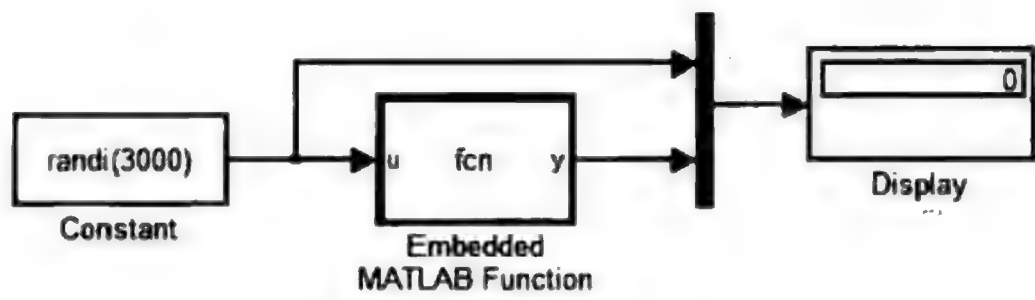 0
randi(3000)
u
fcn
y
Constant
Embedded
MATLAB Function
Display